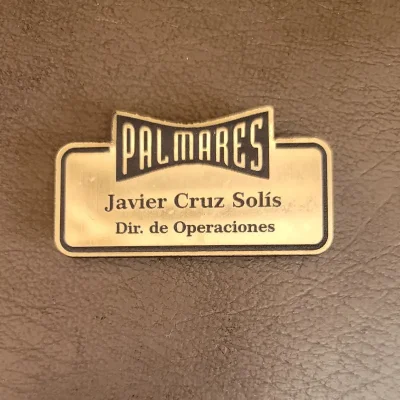 PALMARES
Javier Cruz Solís
Dir. de Operaciones